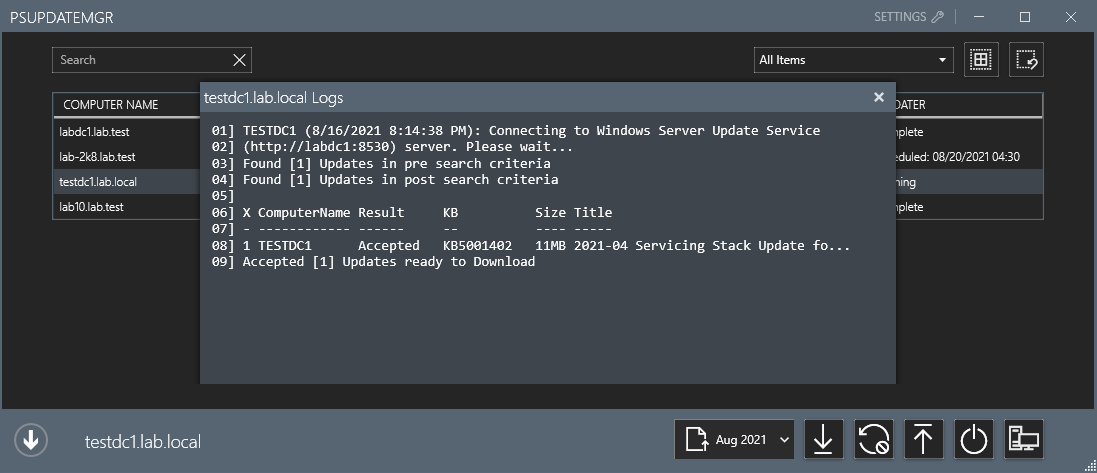 PSUPDATEMGR
SETTINGS
Search
All Items
COMPUTER NAME
DATER
labdc1.lab.test
plete
lab-2k8.lab.test
eduled: 08/20/2021 04:30
testdc1.lab.local
ning
lab10.lab.test
plete
testdc1.lab.local Logs
01] TESTDC1 (8/16/2021 8:14:38 PM): Connecting to Windows Server Update Service
02] (http://labdc1:8530) server. Please wait...
03] Found [1] Updates in pre search criteria
04] Found [1] Updates in post search criteria
05]
06] X ComputerName Result     KB          Size Title
07] - ------------ ------     --          ---- -----
08] 1 TESTDC1      Accepted   KB5001402   11MB 2021-04 Servicing Stack Update fo...
09] Accepted [1] Updates ready to Download
testdc1.lab.local
Aug 2021